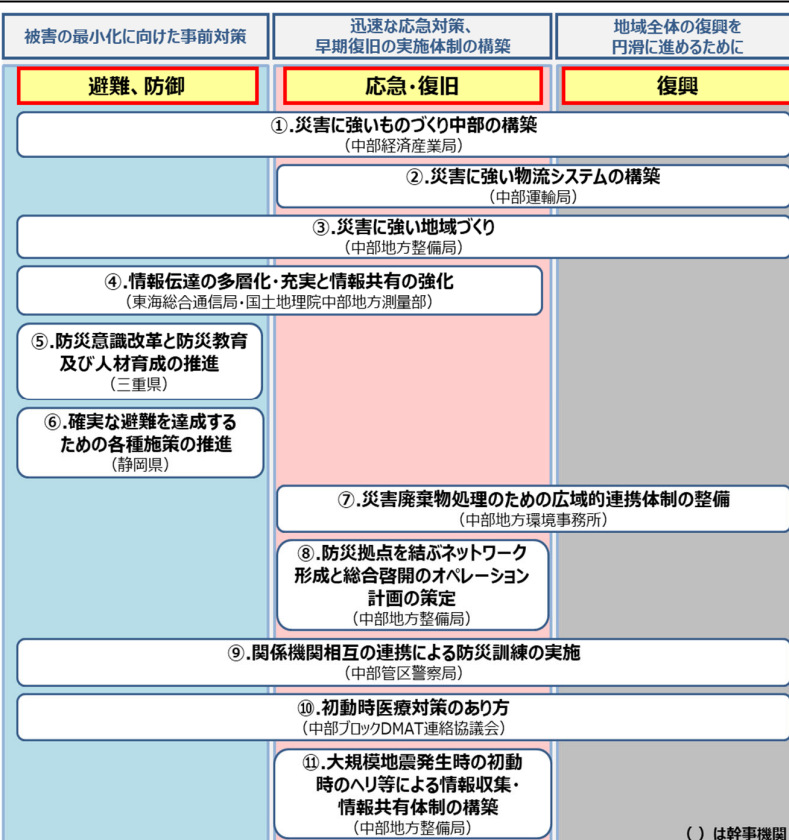 被害の最小化に向けた事前対策
迅速な応急対策、
早期復旧の実施体制の構築
地域全体の復興を
円滑に進めるために
避難、防御
応急・復旧
復興
①.災害に強いものづくり中部の構築
（中部経済産業局）
②.災害に強い物流システムの構築
（中部運輸局）
③.災害に強い地域づくり
（中部地方整備局）
④.情報伝達の多層化・充実と情報共有の強化
（東海総合通信局・国土地理院中部地方測量部）
⑤.防災意識改革と防災教育
及び人材育成の推進
（三重県）
⑥.確実な避難を達成する
ための各種施策の推進
（静岡県）
⑦.災害廃棄物処理のための広域的連携体制の整備
（中部地方環境事務所）
⑧.防災拠点を結ぶネットワーク
形成と総合啓開のオペレーション
計画の策定
（中部地方整備局）
⑨.関係機関相互の連携による防災訓練の実施
（中部管区警察局）
⑩.初動時医療対策のあり方
（中部ブロックDMAT連絡協議会）
⑪.大規模地震発生時の初動
時のヘリ等による情報収集・
情報共有体制の構築
（中部地方整備局）
（ ）は幹事機関